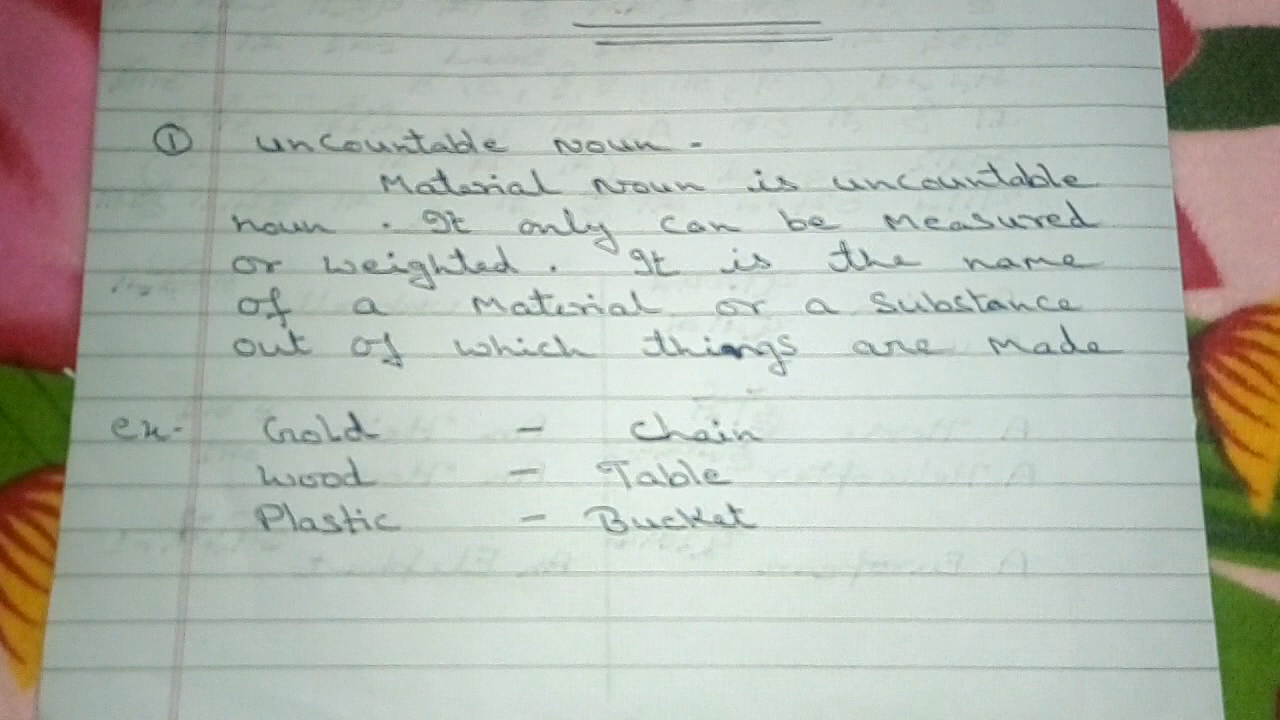 ① uncountable noun -
Material noun is uncountable
noun . It only can be measured
or weighted . It is the name
of a material or a substance
out of which things are made
ex- Gold - chain
wood - Table
Plastic - Bucket